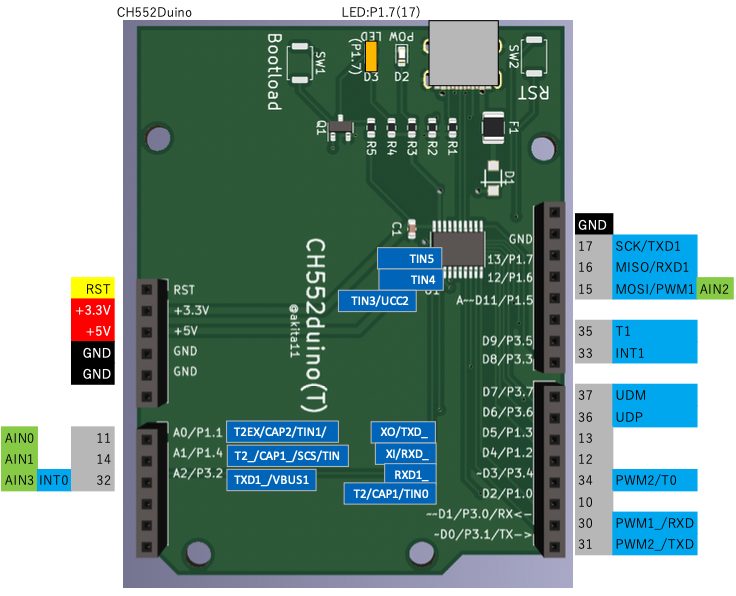 CH552Duino
LED:P1.7(17)
Bootload
SW1
LED
(P1.7)
D3
POW
D2
SW2
RST
Q1
R5
R4
R3
R2
R1
F1
D1
C1
U1
CH552duino(T)
@akita11
TIN5
TIN4
TIN3/UCC2
RST
RST
+3.3V
+3.3V
+5V
+5V
GND
GND
GND
GND
AIN0
11
A0/P1.1
T2EX/CAP2/TIN1/
AIN1
14
A1/P1.4
T2_/CAP1_/SCS/TIN
AIN3
INT0
32
A2/P3.2
TXD1_/VBUS1
GND
GND
13/P1.7
17
SCK/TXD1
12/P1.6
16
MISO/RXD1
A~~D11/P1.5
15
MOSI/PWM1
AIN2
D9/P3.5
35
T1
D8/P3.3
33
INT1
D7/P3.7
37
UDM
D6/P3.6
36
UDP
XO/TXD_
D5/P1.3
13
XI/RXD_
D4/P1.2
12
RXD1_
~D3/P3.4
34
PWM2/T0
T2/CAP1/TIN0
D2/P1.0
10
~~D1/P3.0/RX<-
30
PWM1_/RXD
~D0/P3.1/TX->
31
PWM2_/TXD